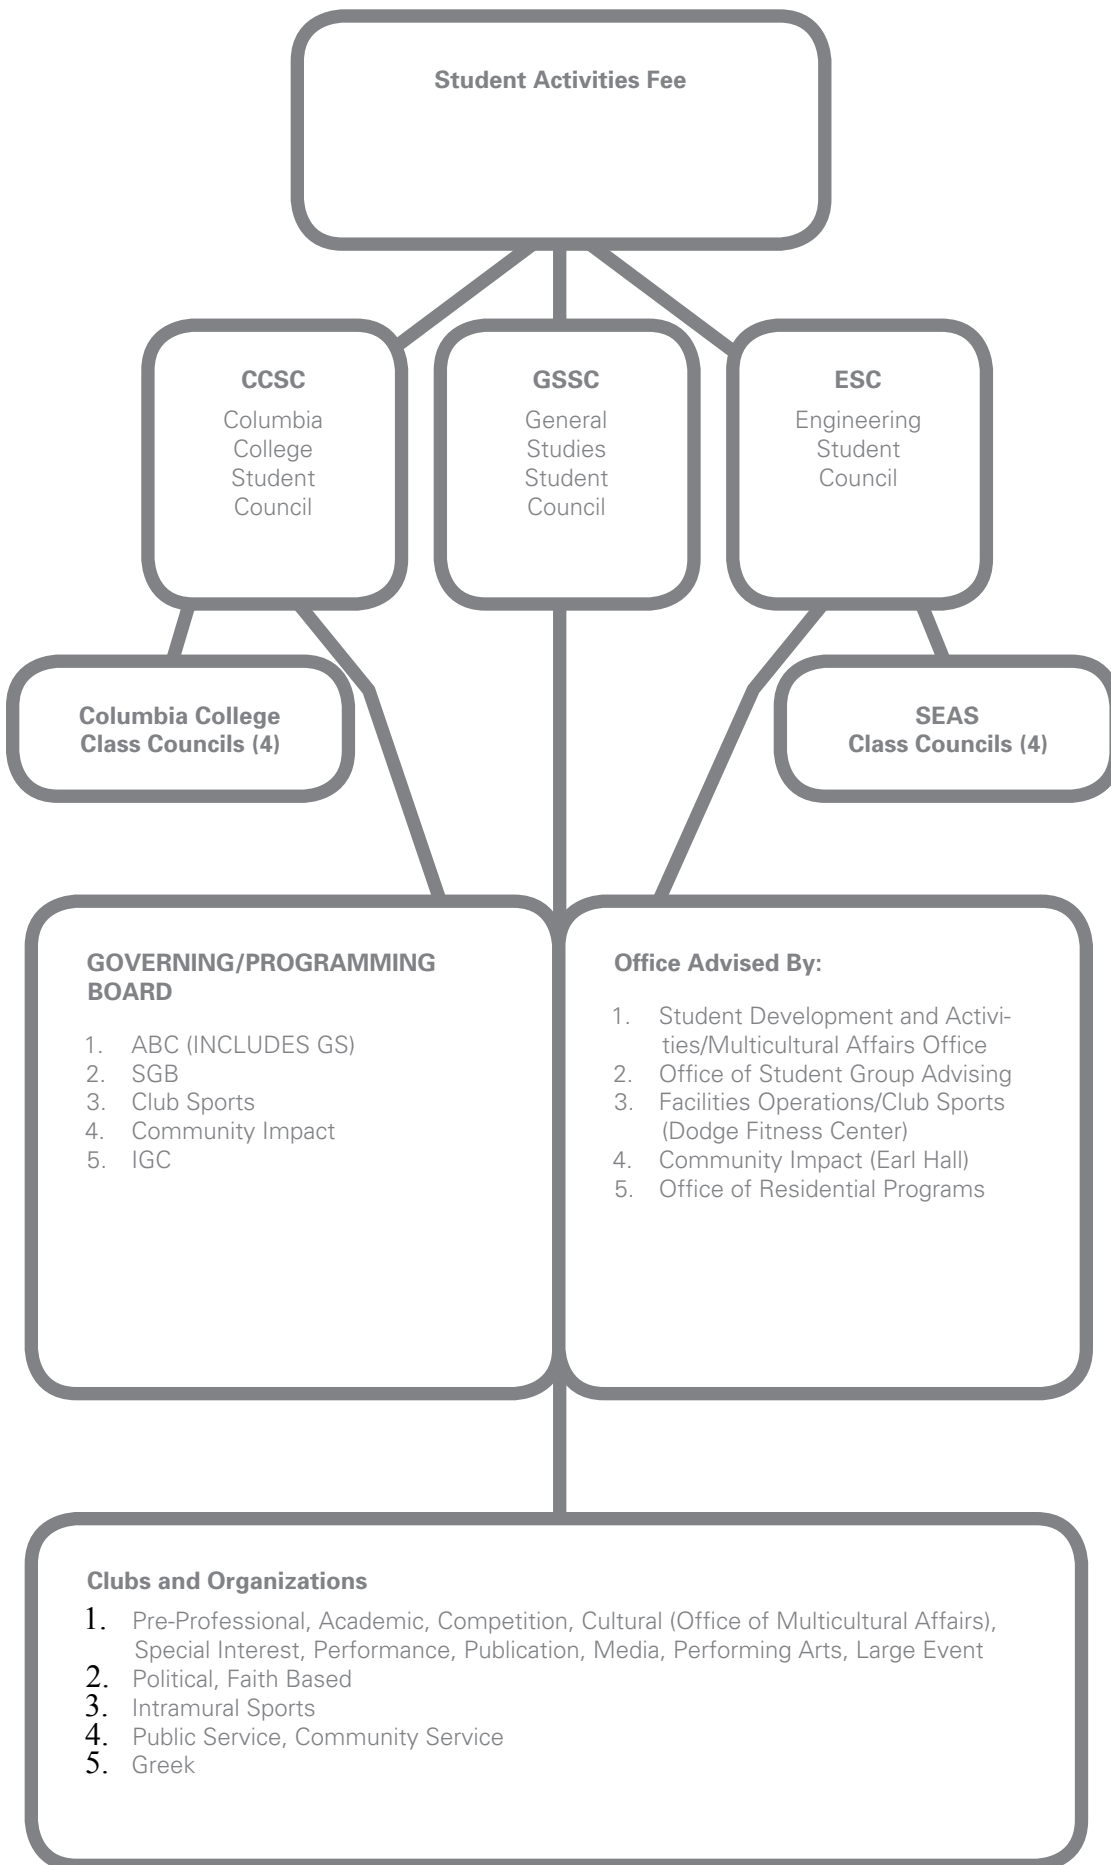 Student Activities Fee
CCSC
Columbia
College
Student
Council
GSSC
General
Studies
Student
Council
ESC
Engineering
Student
Council
Columbia College
Class Councils (4)
SEAS
Class Councils (4)
GOVERNING/PROGRAMMING
BOARD
1. ABC (INCLUDES GS)
2. SGB
3. Club Sports
4. Community Impact
5. IGC
Office Advised By:
1. Student Development and Activi-
ties/Multicultural Affairs Office
2. Office of Student Group Advising
3. Facilities Operations/Club Sports
(Dodge Fitness Center)
4. Community Impact (Earl Hall)
5. Office of Residential Programs
Clubs and Organizations
1. Pre-Professional, Academic, Competition, Cultural (Office of Multicultural Affairs),
Special Interest, Performance, Publication, Media, Performing Arts, Large Event
2. Political, Faith Based
3. Intramural Sports
4. Public Service, Community Service
5. Greek